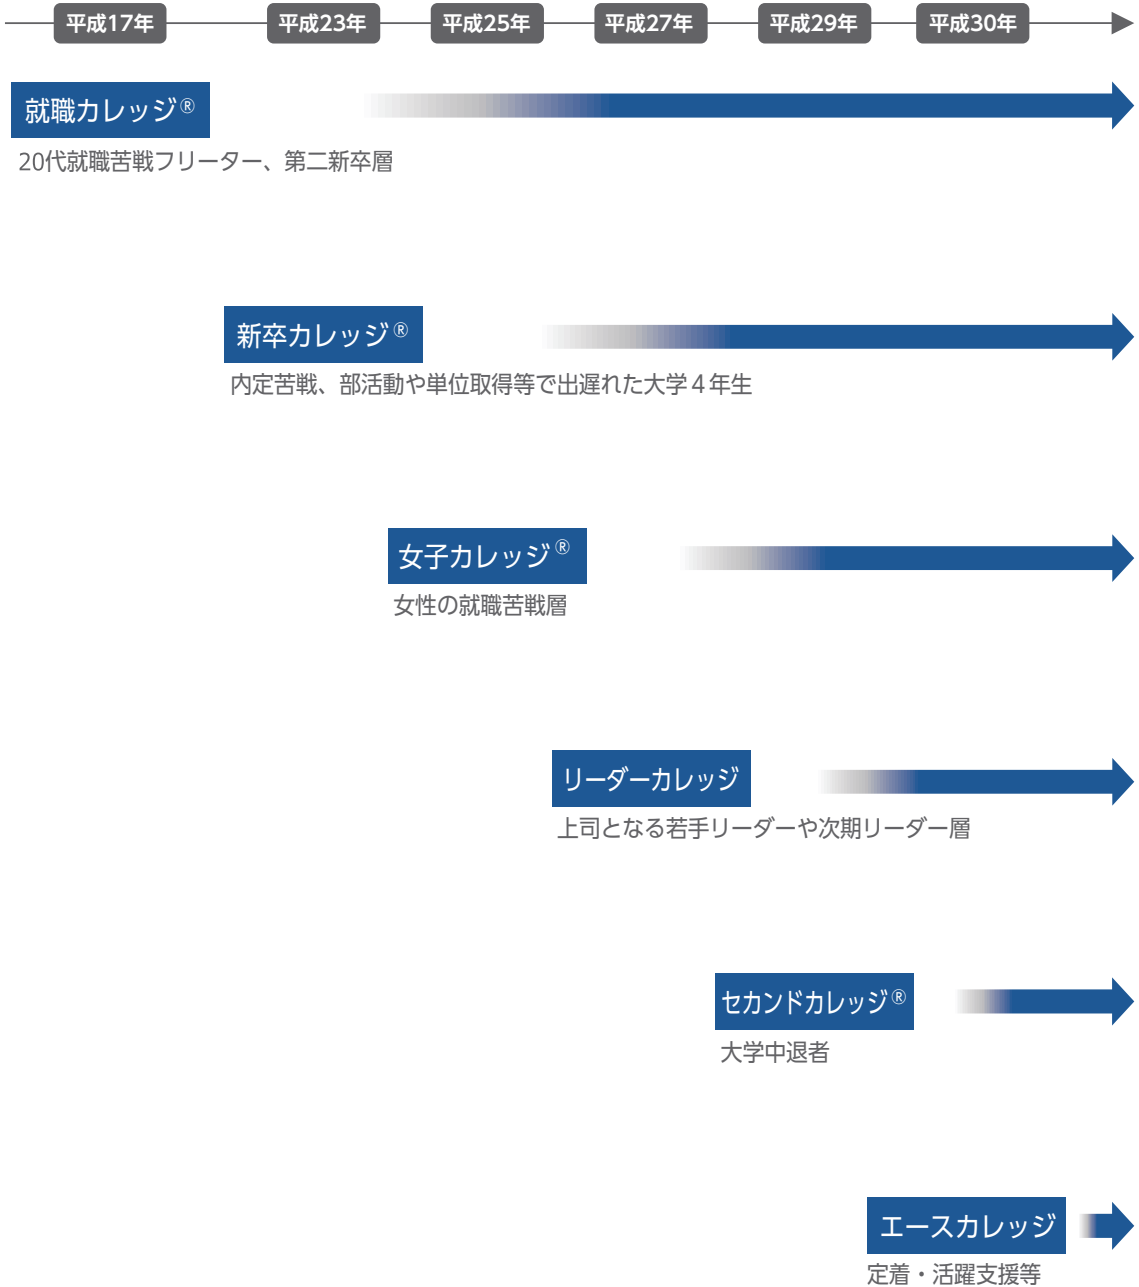 平成17年 平成23年 平成25年 平成27年 平成29年 平成30年
就職カレッジ®
20代就職苦戦フリーター、第二新卒層
新卒カレッジ®
内定苦戦、部活動や単位取得等で出遅れた大学４年生
女子カレッジ®
女性の就職苦戦層
リーダーカレッジ
上司となる若手リーダーや次期リーダー層
セカンドカレッジ®
大学中退者
エースカレッジ
定着・活躍支援等